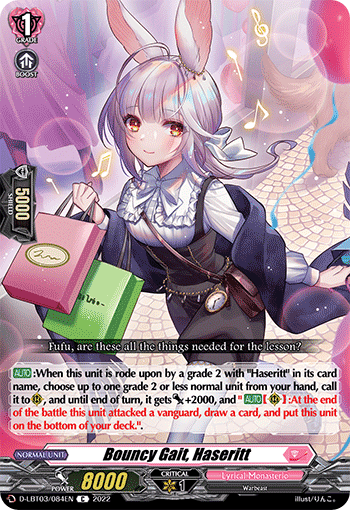 1
GRADE
BOOST
5000
SHIELD
Fufu, are these all the things needed for the lesson?
AUTO:When this unit is rode upon by a grade 2 with "Haseritt" in its card
name, choose up to one grade 2 or less normal unit from your hand, call
it to , and until end of turn, it gets +2000, and "AUTO[ ]:At the end
of the battle this unit attacked a vanguard, draw a card, and put this unit
on the bottom of your deck.".
NORMAL UNIT
Bouncy Gait, Haseritt
POWER 8000
CRITICAL
1
Lyrical Monasterio
Warbeast
D-LBT03/084EN C 2022
illust/りんこ。